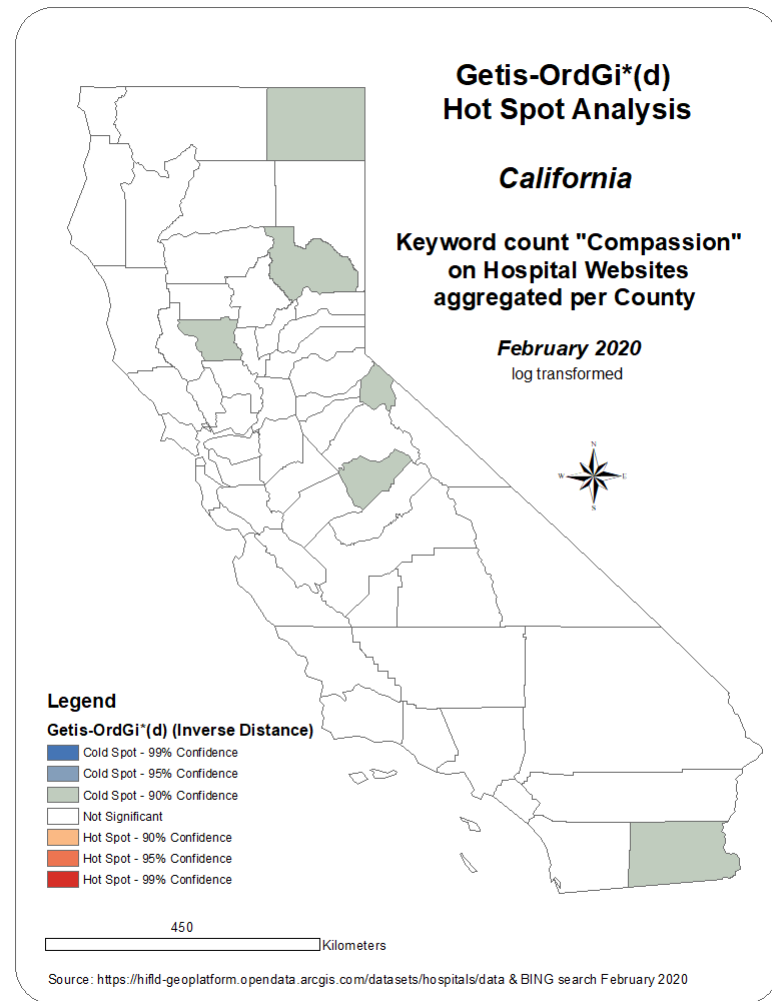 Getis-OrdGi*(d)
Hot Spot Analysis
California
Keyword count "Compassion"
on Hospital Websites
aggregated per County
February 2020
log transformed
N
W
E
S
Legend
Getis-OrdGi*(d) (Inverse Distance)
Cold Spot - 99% Confidence
Cold Spot - 95% Confidence
Cold Spot - 90% Confidence
Not Significant
Hot Spot - 90% Confidence
Hot Spot - 95% Confidence
Hot Spot - 99% Confidence
450
Kilometers
Source: https://hifld-geoplatform.opendata.arcgis.com/datasets/hospitals/data & BING search February 2020